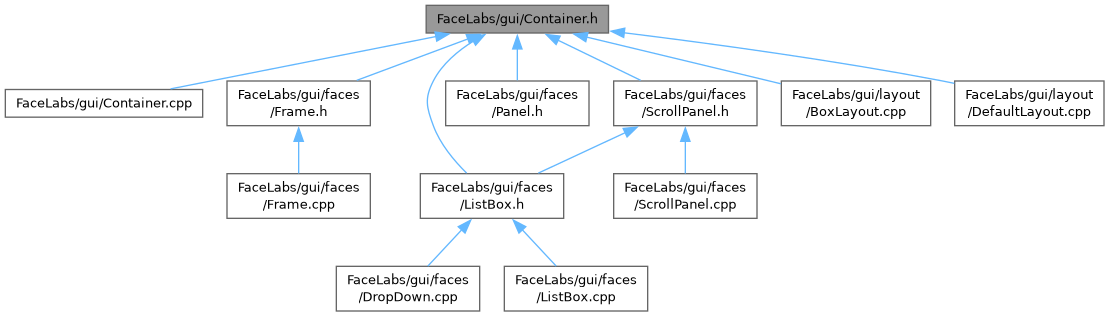 FaceLabs/gui/Container.h
FaceLabs/gui/Container.cpp
FaceLabs/gui/faces
/Frame.h
FaceLabs/gui/faces
/Panel.h
FaceLabs/gui/faces
/ScrollPanel.h
FaceLabs/gui/layout
/BoxLayout.cpp
FaceLabs/gui/layout
/DefaultLayout.cpp
FaceLabs/gui/faces
/Frame.cpp
FaceLabs/gui/faces
/ListBox.h
FaceLabs/gui/faces
/ScrollPanel.cpp
FaceLabs/gui/faces
/DropDown.cpp
FaceLabs/gui/faces
/ListBox.cpp